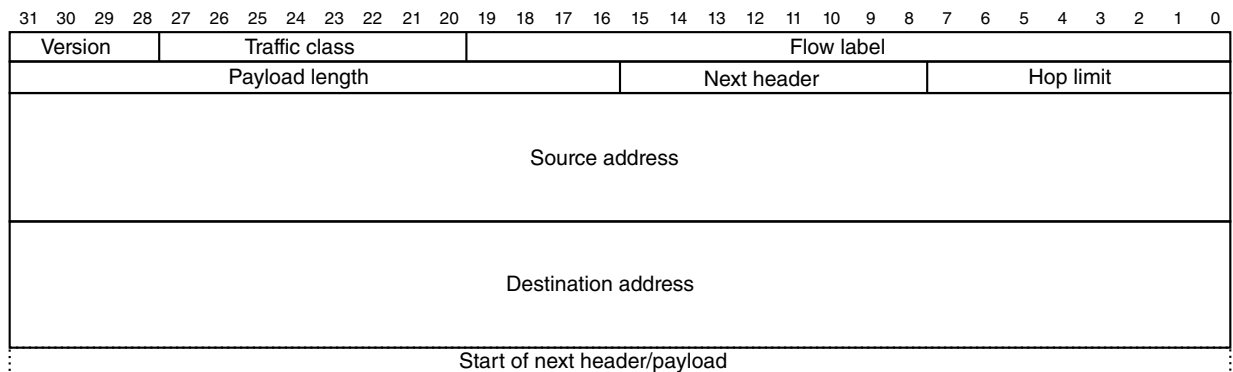 31 30 29 28 27 26 25 24 23 22 21 20 19 18 17 16 15 14 13 12 11 10 9 8 7 6 5 4 3 2 1 0
Version Traffic class Flow label
Payload length Next header Hop limit
Source address
Destination address
Start of next header/payload